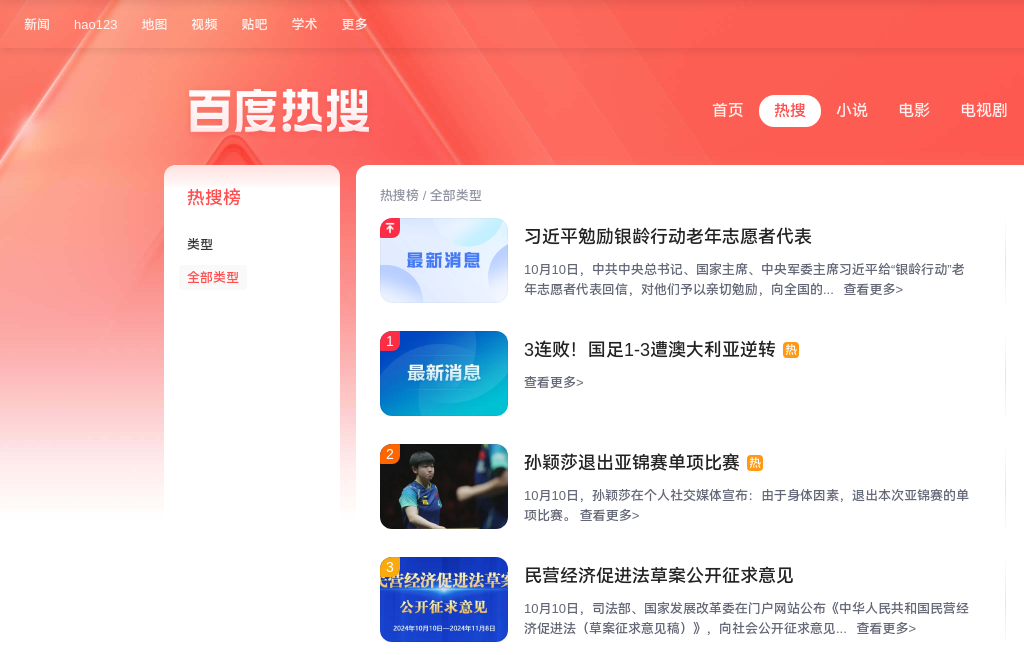 新闻 hao123 地图 视频 贴吧 学术 更多
百度热搜
首页 热搜 小说 电影 电视剧
热搜榜
类型
全部类型
热搜榜 / 全部类型
最新消息
习近平勉励银龄行动老年志愿者代表
10月10日，中共中央总书记、国家主席、中央军委主席习近平给“银龄行动”老
年志愿者代表回信，对他们予以亲切勉励，向全国的... 查看更多>
1
最新消息
3连败！国足1-3遭澳大利亚逆转 热
查看更多>
2
孙颖莎退出亚锦赛单项比赛 热
10月10日，孙颖莎在个人社交媒体宣布：由于身体因素，退出本次亚锦赛的单
项比赛。 查看更多>
3
民营经济促进法草案
公开征求意见
2024年10月10日—2024年11月8日
民营经济促进法草案公开征求意见
10月10日，司法部、国家发展改革委在门户网站公布《中华人民共和国民营经
济促进法（草案征求意见稿）》，向社会公开征求意见... 查看更多>